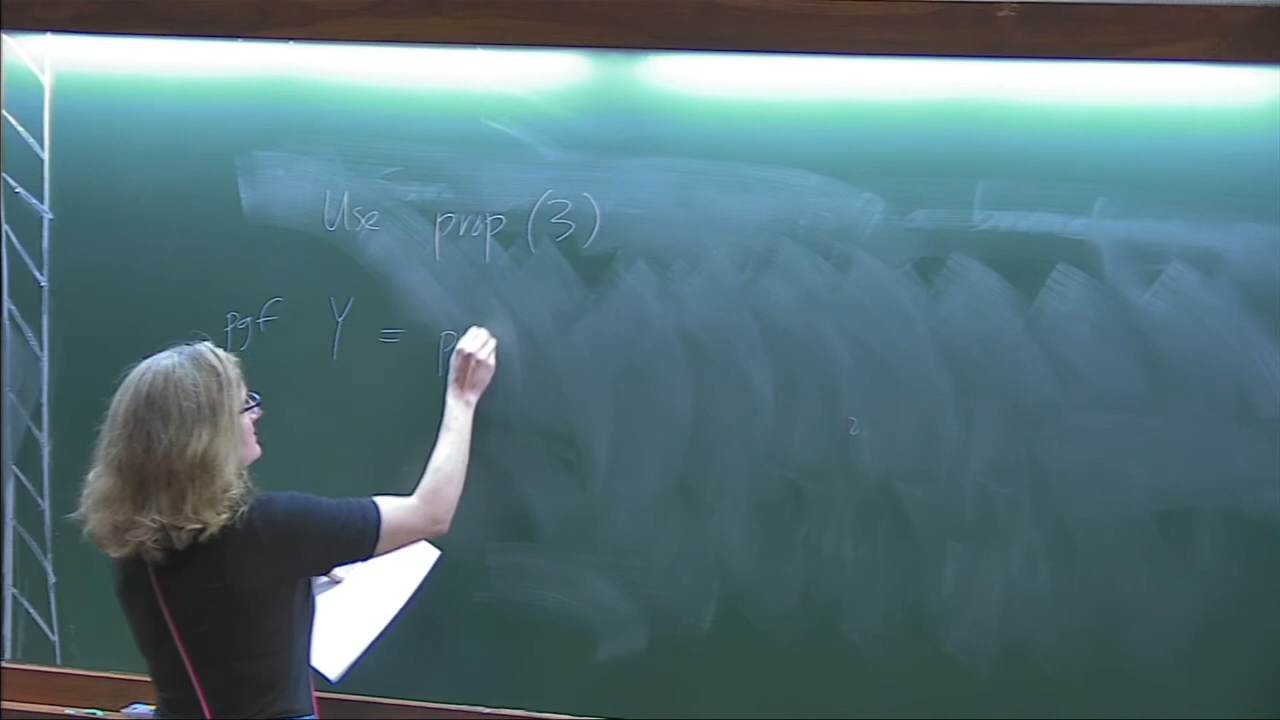 Use prop (3)
pgf Y = p